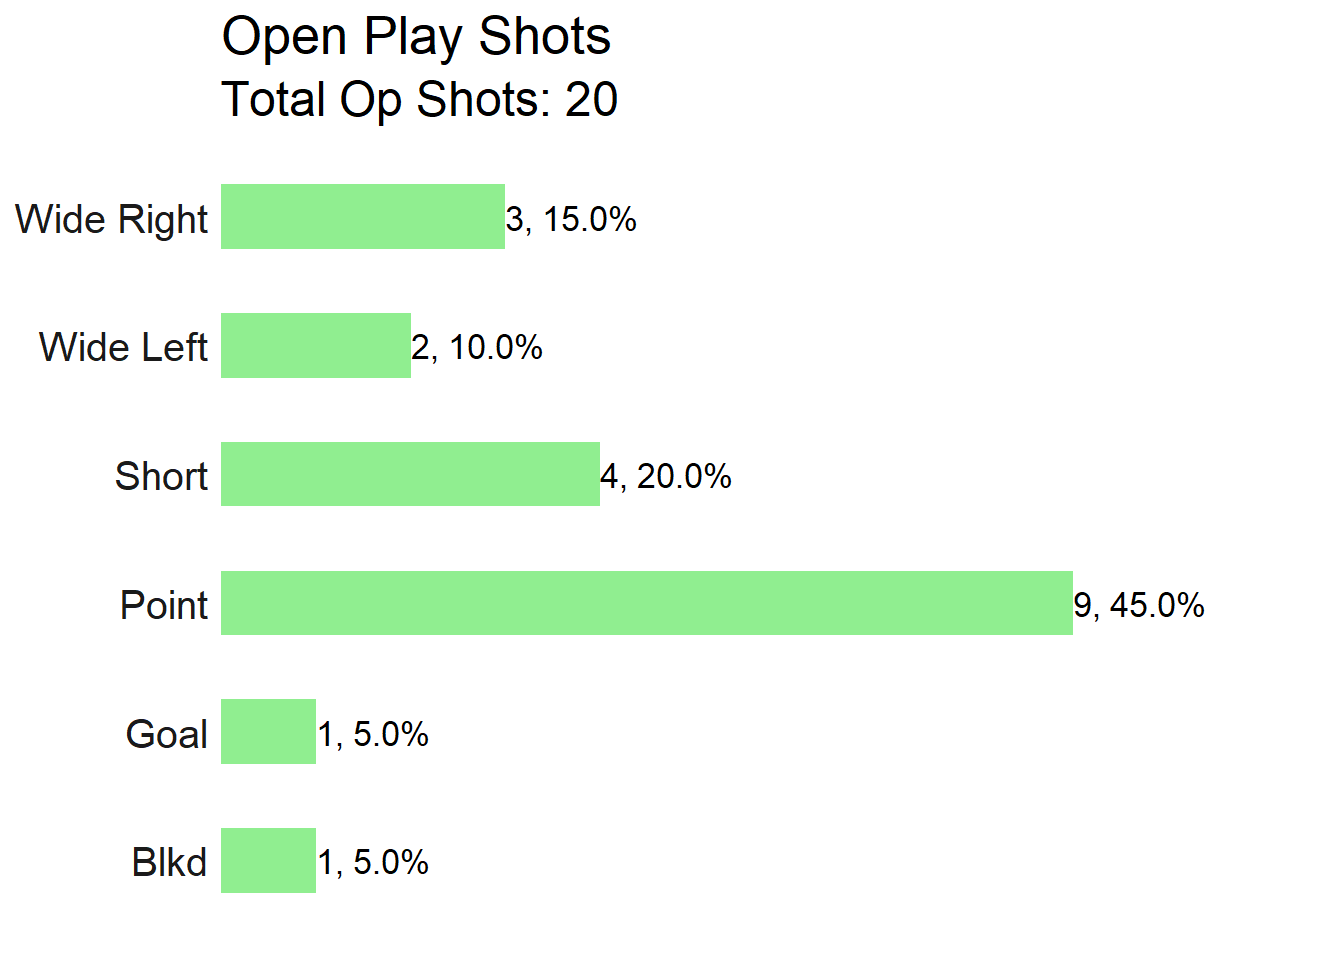 Open Play Shots
Total Op Shots: 20
Wide Right 3, 15.0%
Wide Left 2, 10.0%
Short 4, 20.0%
Point 9, 45.0%
Goal 1, 5.0%
Blkd 1, 5.0%